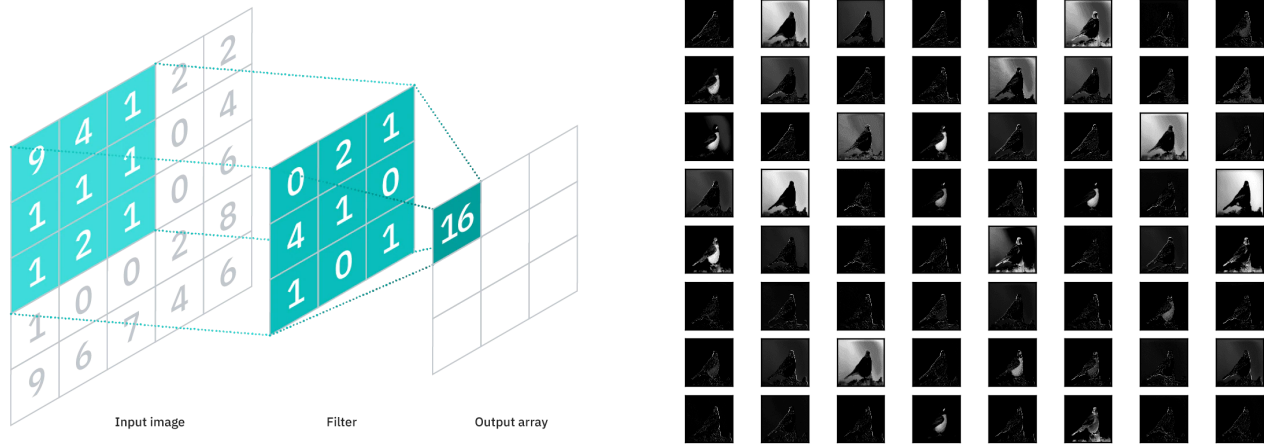 9 4 1 2 2
1 1 1 0 4
1 2 1 0 6
1 0 0 2 8
9 6 7 4 6
0 2 1
4 1 0
1 0 1
16
Input image
Filter
Output array